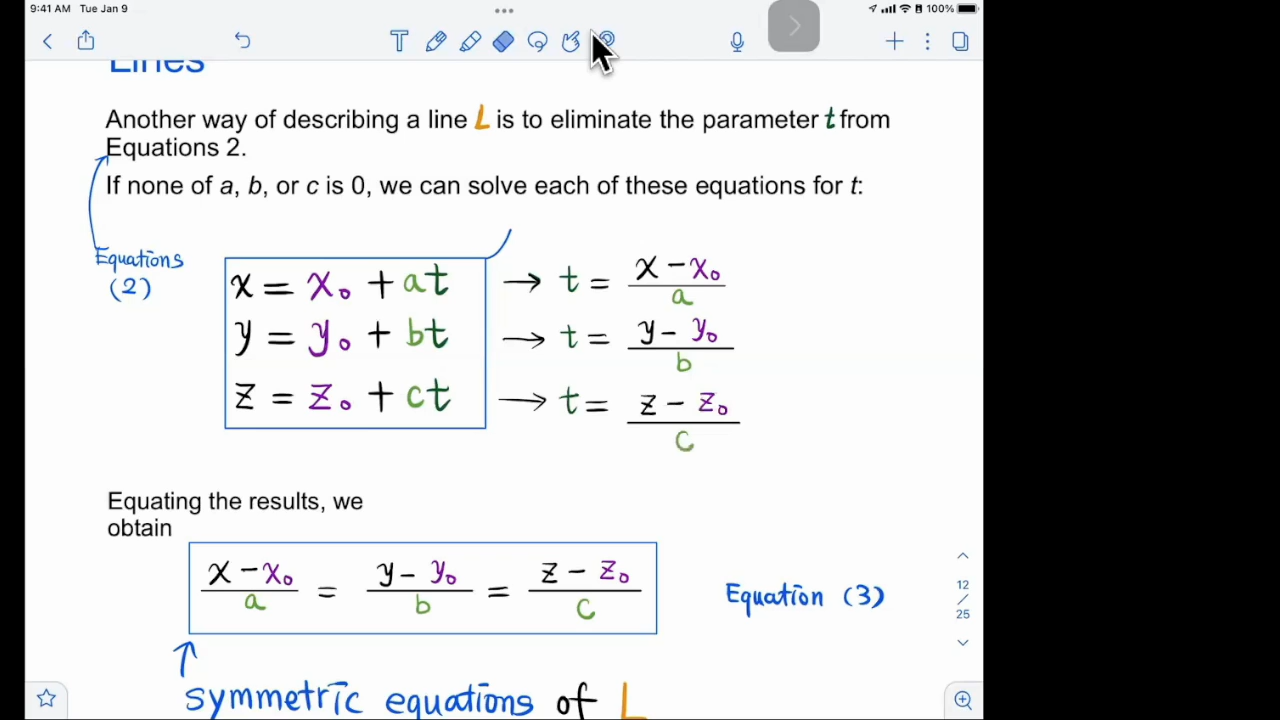 9:41 AM Tue Jan 9
100%
Lines
Another way of describing a line L is to eliminate the parameter t from
Equations 2.
If none of a, b, or c is 0, we can solve each of these equations for t:
Equations
(2)
x = x₀ + at → t = (x - x₀)/a
y = y₀ + bt → t = (y - y₀)/b
z = z₀ + ct → t = (z - z₀)/c
Equating the results, we
obtain
(x - x₀)/a = (y - y₀)/b = (z - z₀)/c
Equation (3)
12
/
25
symmetric equations of L